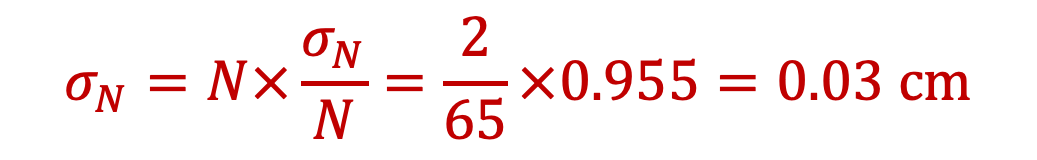 σ_N = N × σ_N/N = 2/65 × 0.955 = 0.03 cm